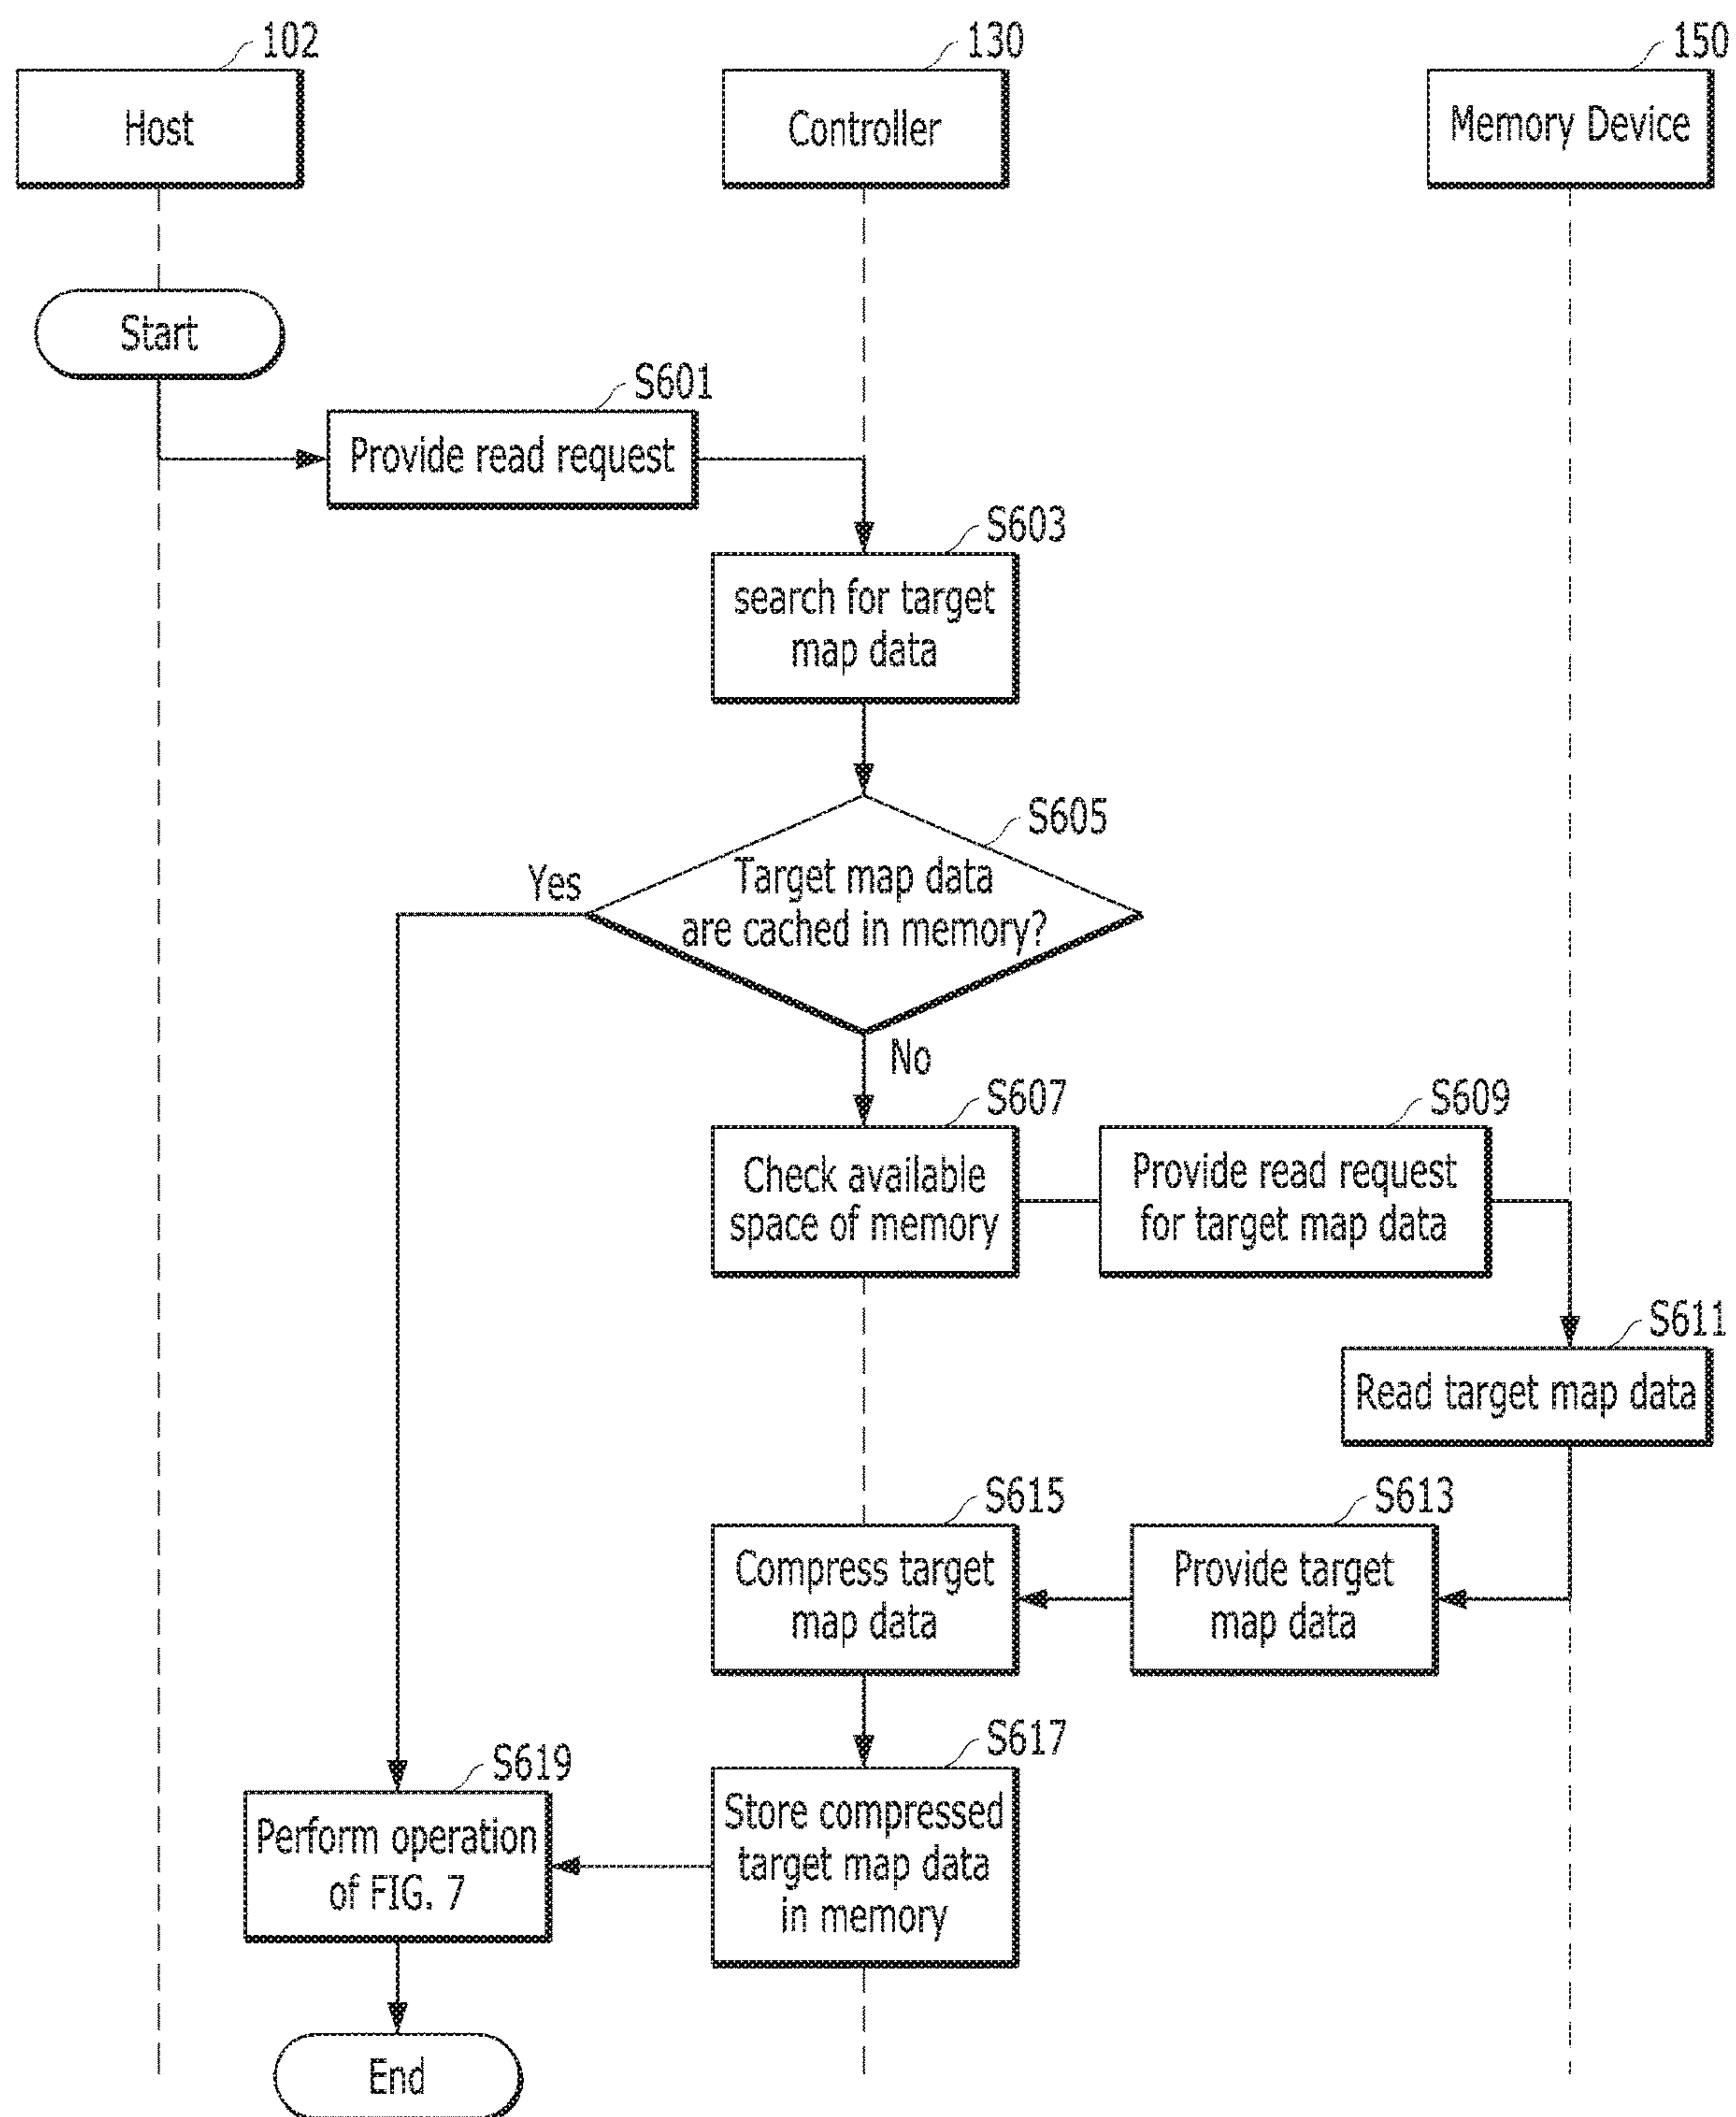 102
130
150
Host
Controller
Memory Device
Start
S601
Provide read request
S603
search for target
map data
S605
Yes
Target map data
are cached in memory?
No
S607
S609
Check available
space of memory
Provide read request
for target map data
S611
Read target map data
S615
S613
Compress target
map data
Provide target
map data
S617
S619
Store compressed
target map data
in memory
Perform operation
of FIG. 7
End